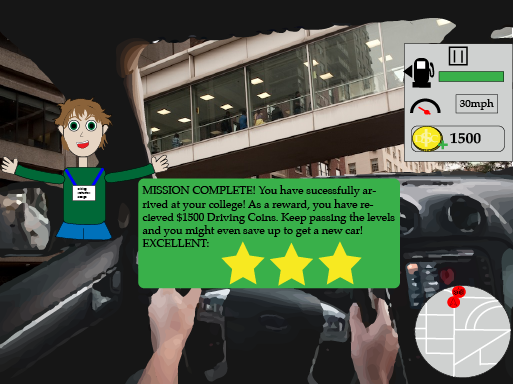 30mph
1500
MISSION COMPLETE! You have sucessfully ar-
rived at your college! As a reward, you have re-
cieved $1500 Driving Coins. Keep passing the levels
and you might even save up to get a new car!
EXCELLENT: